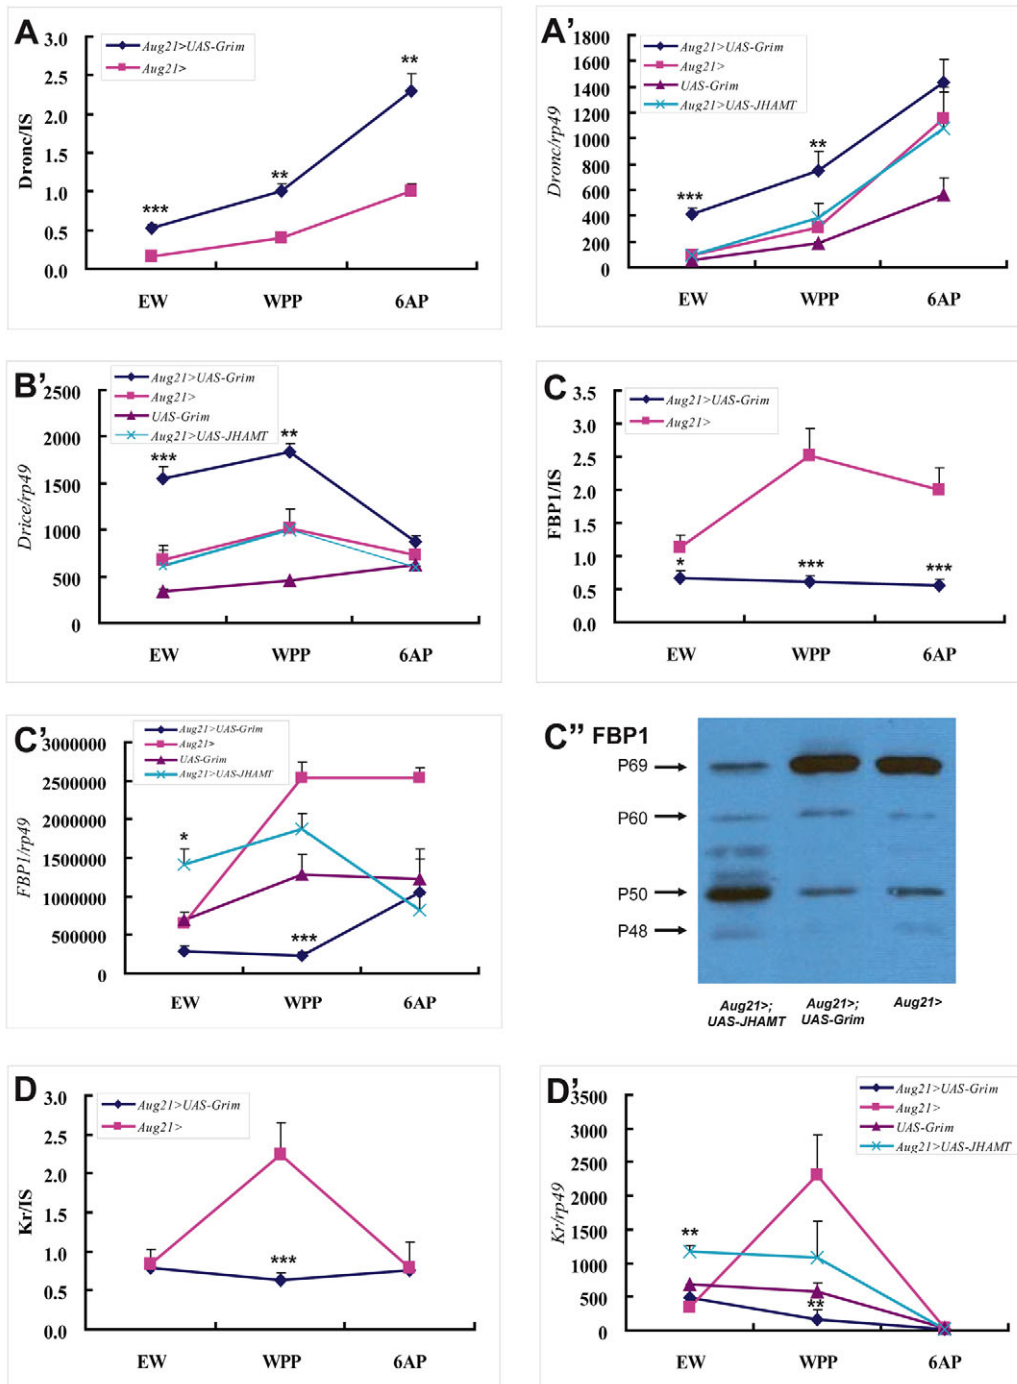 A
3.0
2.5
2.0
1.5
1.0
0.5
0.0
Dronc/IS
Aug21>UAS-Grim
Aug21>
***
**
**
EW WPP 6AP
A'
1800
1600
1400
1200
1000
800
600
400
200
0
Dronc/rp49
Aug21>UAS-Grim
Aug21>
UAS-Grim
Aug21>UAS-JHAMT
***
**
EW WPP 6AP
B'
2500
2000
1500
1000
500
0
Drice/rp49
Aug21>UAS-Grim
Aug21>
UAS-Grim
Aug21>UAS-JHAMT
***
**
EW WPP 6AP
C
3.5
3.0
2.5
2.0
1.5
1.0
0.5
0.0
FBP1/IS
Aug21>UAS-Grim
Aug21>
*
***
***
EW WPP 6AP
C'
3000000
2500000
2000000
1500000
1000000
500000
0
FBP1/rp49
Aug21>UAS-Grim
Aug21>
UAS-Grim
Aug21>UAS-JHAMT
*
***
EW WPP 6AP
C" FBP1
P69
P60
P50
P48
Aug21>; Aug21>; Aug21>
UAS-JHAMT UAS-Grim
D
3.0
2.5
2.0
1.5
1.0
0.5
0.0
Kr/IS
Aug21>UAS-Grim
Aug21>
***
EW WPP 6AP
D'
3500
3000
2500
2000
1500
1000
500
0
Kr/rp49
Aug21>UAS-Grim
Aug21>
UAS-Grim
Aug21>UAS-JHAMT
**
**
EW WPP 6AP